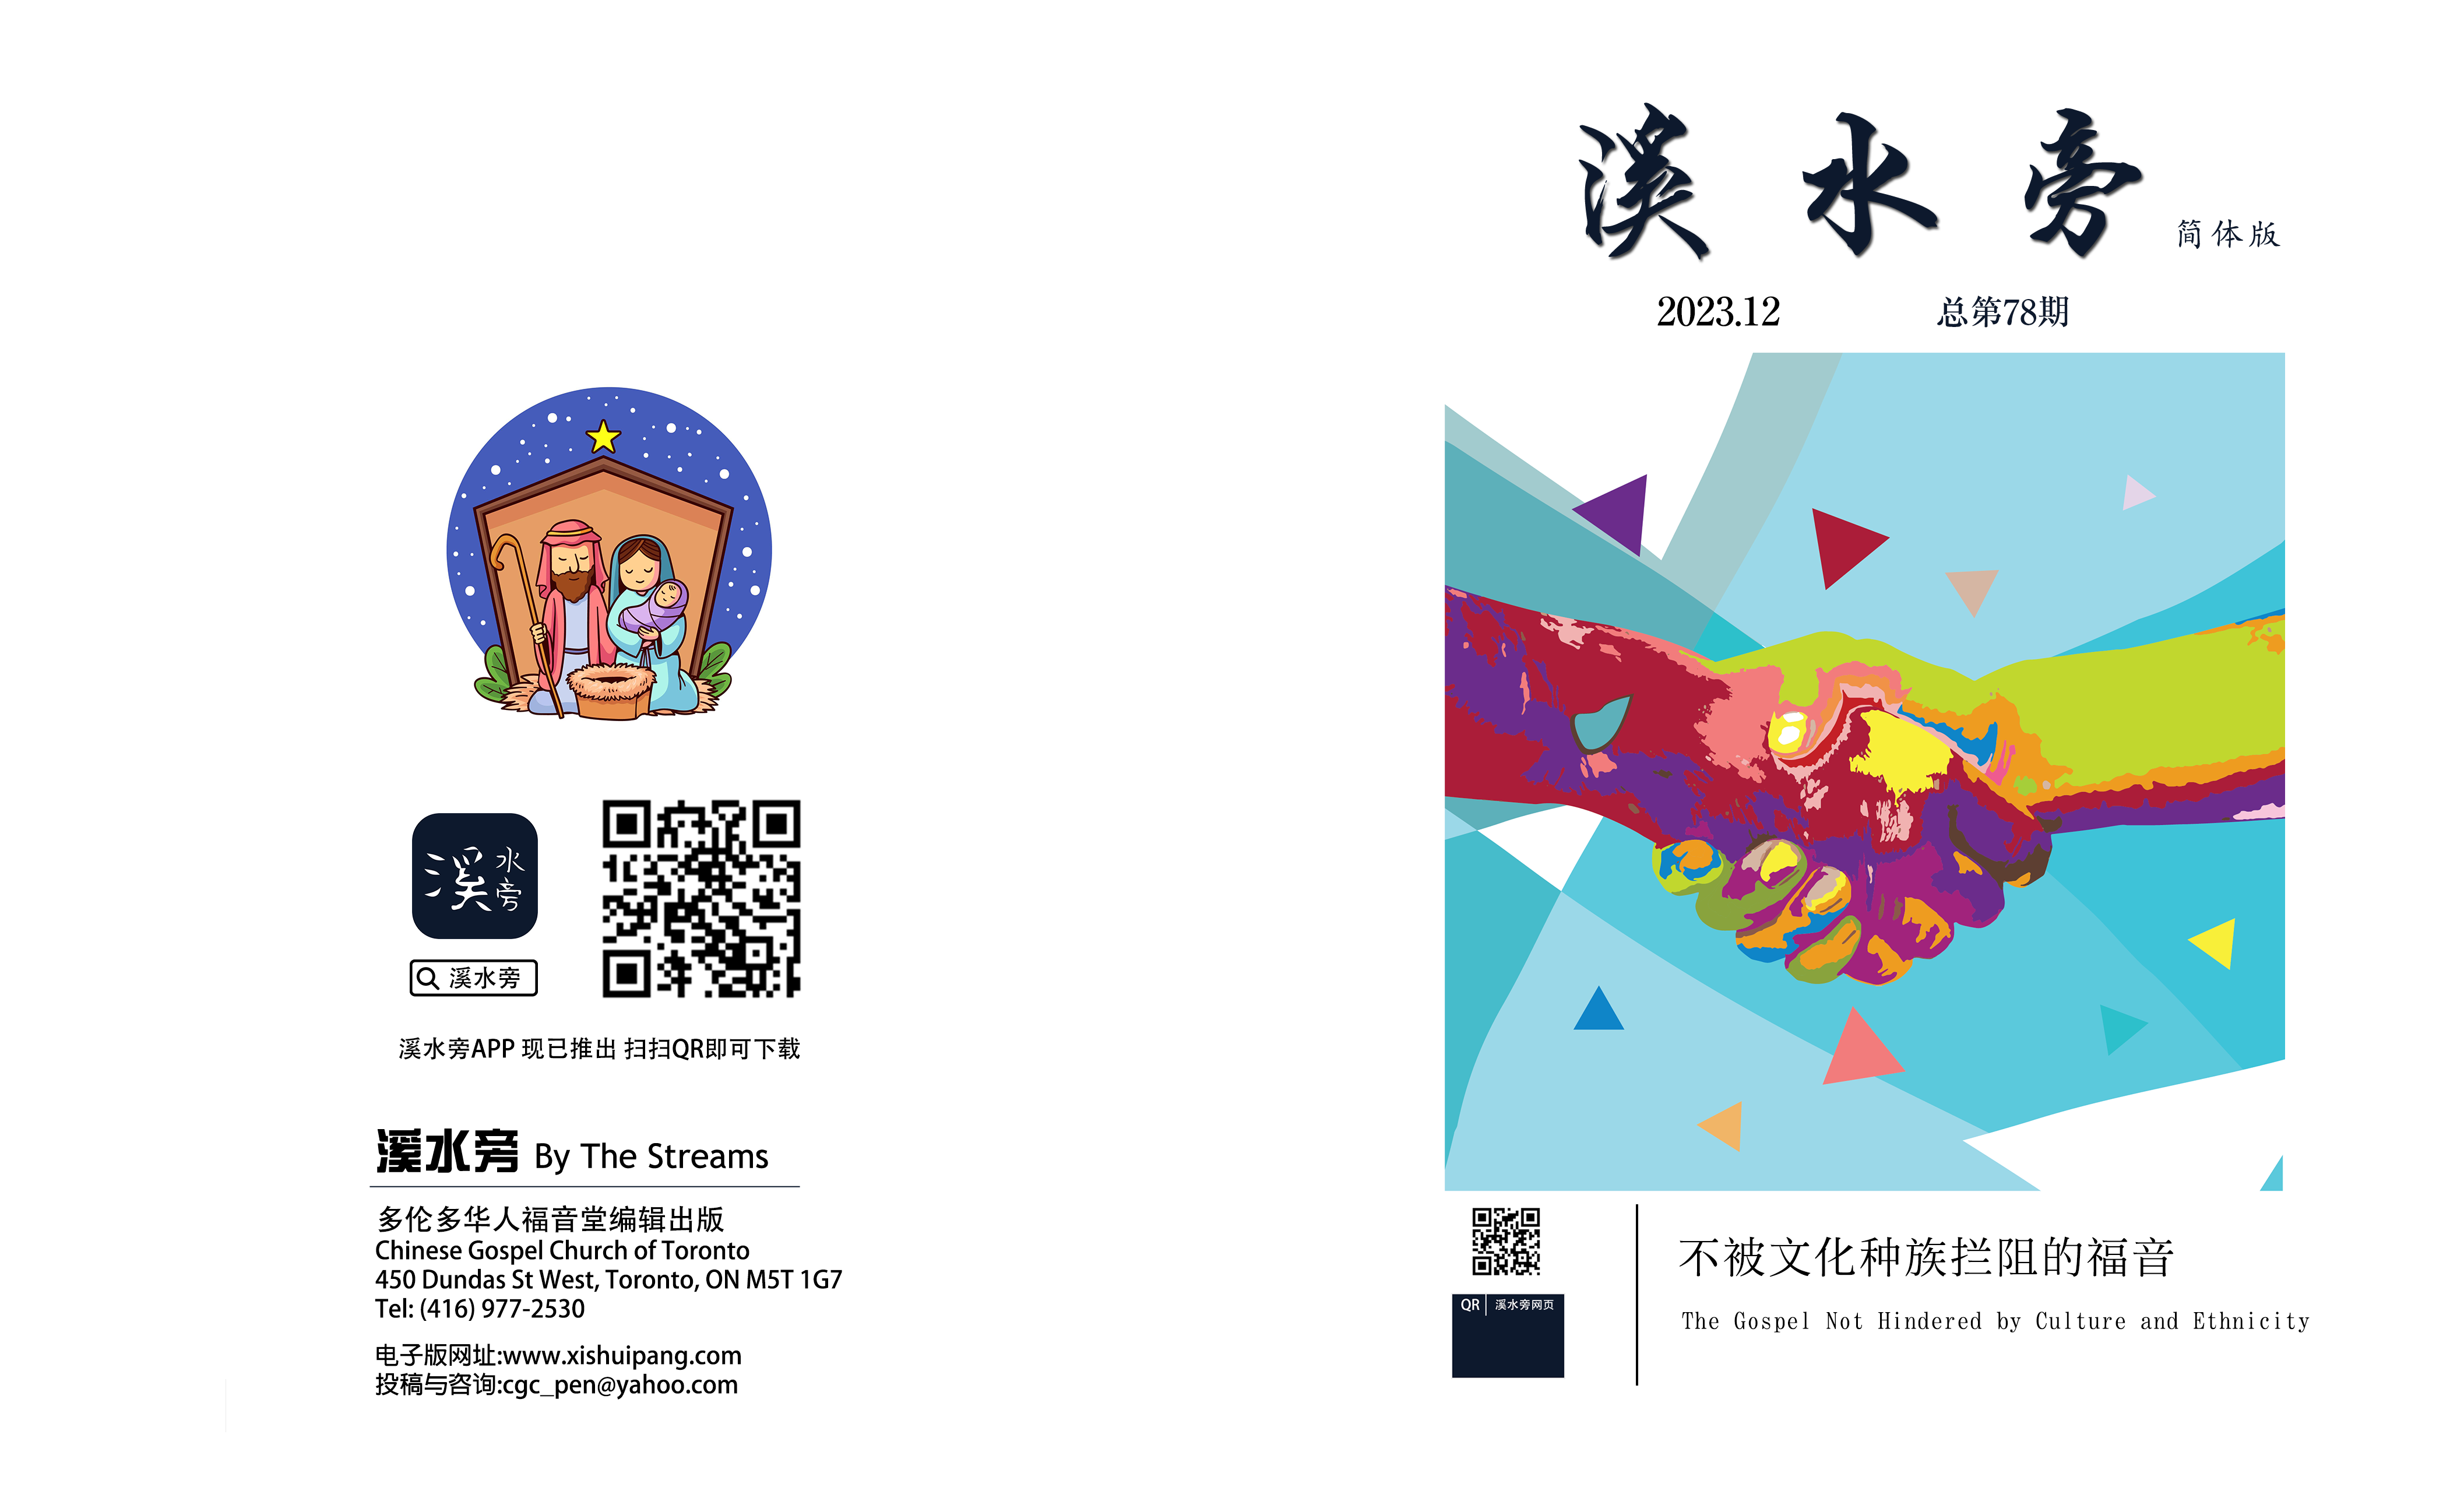 溪水旁
简体版
2023.12
总第78期
溪水旁
溪水旁
溪水旁APP 现已推出 扫扫QR即可下载
溪水旁 By The Streams
多伦多华人福音堂编辑出版
Chinese Gospel Church of Toronto
450 Dundas St West, Toronto, ON M5T 1G7
Tel: (416) 977-2530
电子版网址:www.xishuipang.com
投稿与咨询:cgc_pen@yahoo.com
QR 溪水旁网页
不被文化种族拦阻的福音
The Gospel Not Hindered by Culture and Ethnicity